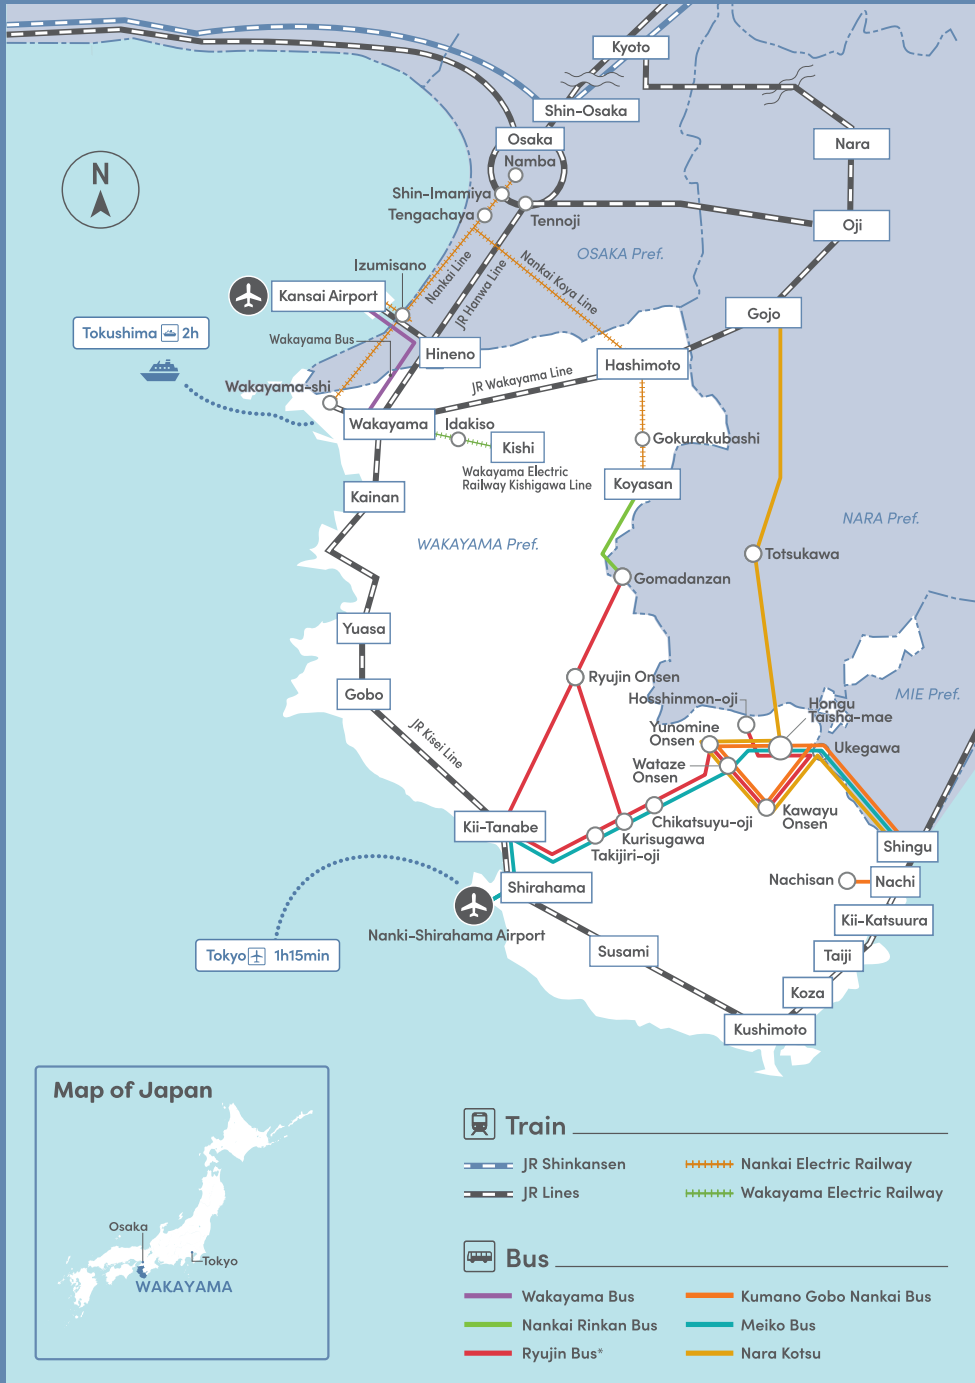 Kyoto
Shin-Osaka
Osaka
Nara
Namba
Shin-Imamiya
Tengachaya
Tennoji
Oji
N
OSAKA Pref.
Izumisano
Nankai Line
JR Hanwa Line
Nankai Koya Line
Kansai Airport
Gojo
Tokushima 2h
Wakayama Bus
Hineno
Hashimoto
Wakayama-shi
JR Wakayama Line
Wakayama
Idakiso
Kishi
Gokurakubashi
Wakayama Electric
Railway Kishigawa Line
Koyasan
Kainan
NARA Pref.
WAKAYAMA Pref.
Totsukawa
Gomadanzan
Yuasa
Ryujin Onsen
Gobo
Hosshinmon-oji
MIE Pref.
Hongu
Taisha-mae
Yunomine
Onsen
Ukegawa
JR Kisei Line
Wataze
Onsen
Kawayu
Onsen
Chikatsuyu-oji
Kii-Tanabe
Kurisugawa
Takijiri-oji
Shingu
Nachisan
Nachi
Shirahama
Kii-Katsuura
Nanki-Shirahama Airport
Tokyo 1h15min
Susami
Taiji
Koza
Kushimoto
Map of Japan
Osaka
Tokyo
WAKAYAMA
Train
JR Shinkansen
Nankai Electric Railway
JR Lines
Wakayama Electric Railway
Bus
Wakayama Bus
Kumano Gobo Nankai Bus
Nankai Rinkan Bus
Meiko Bus
Ryujin Bus*
Nara Kotsu